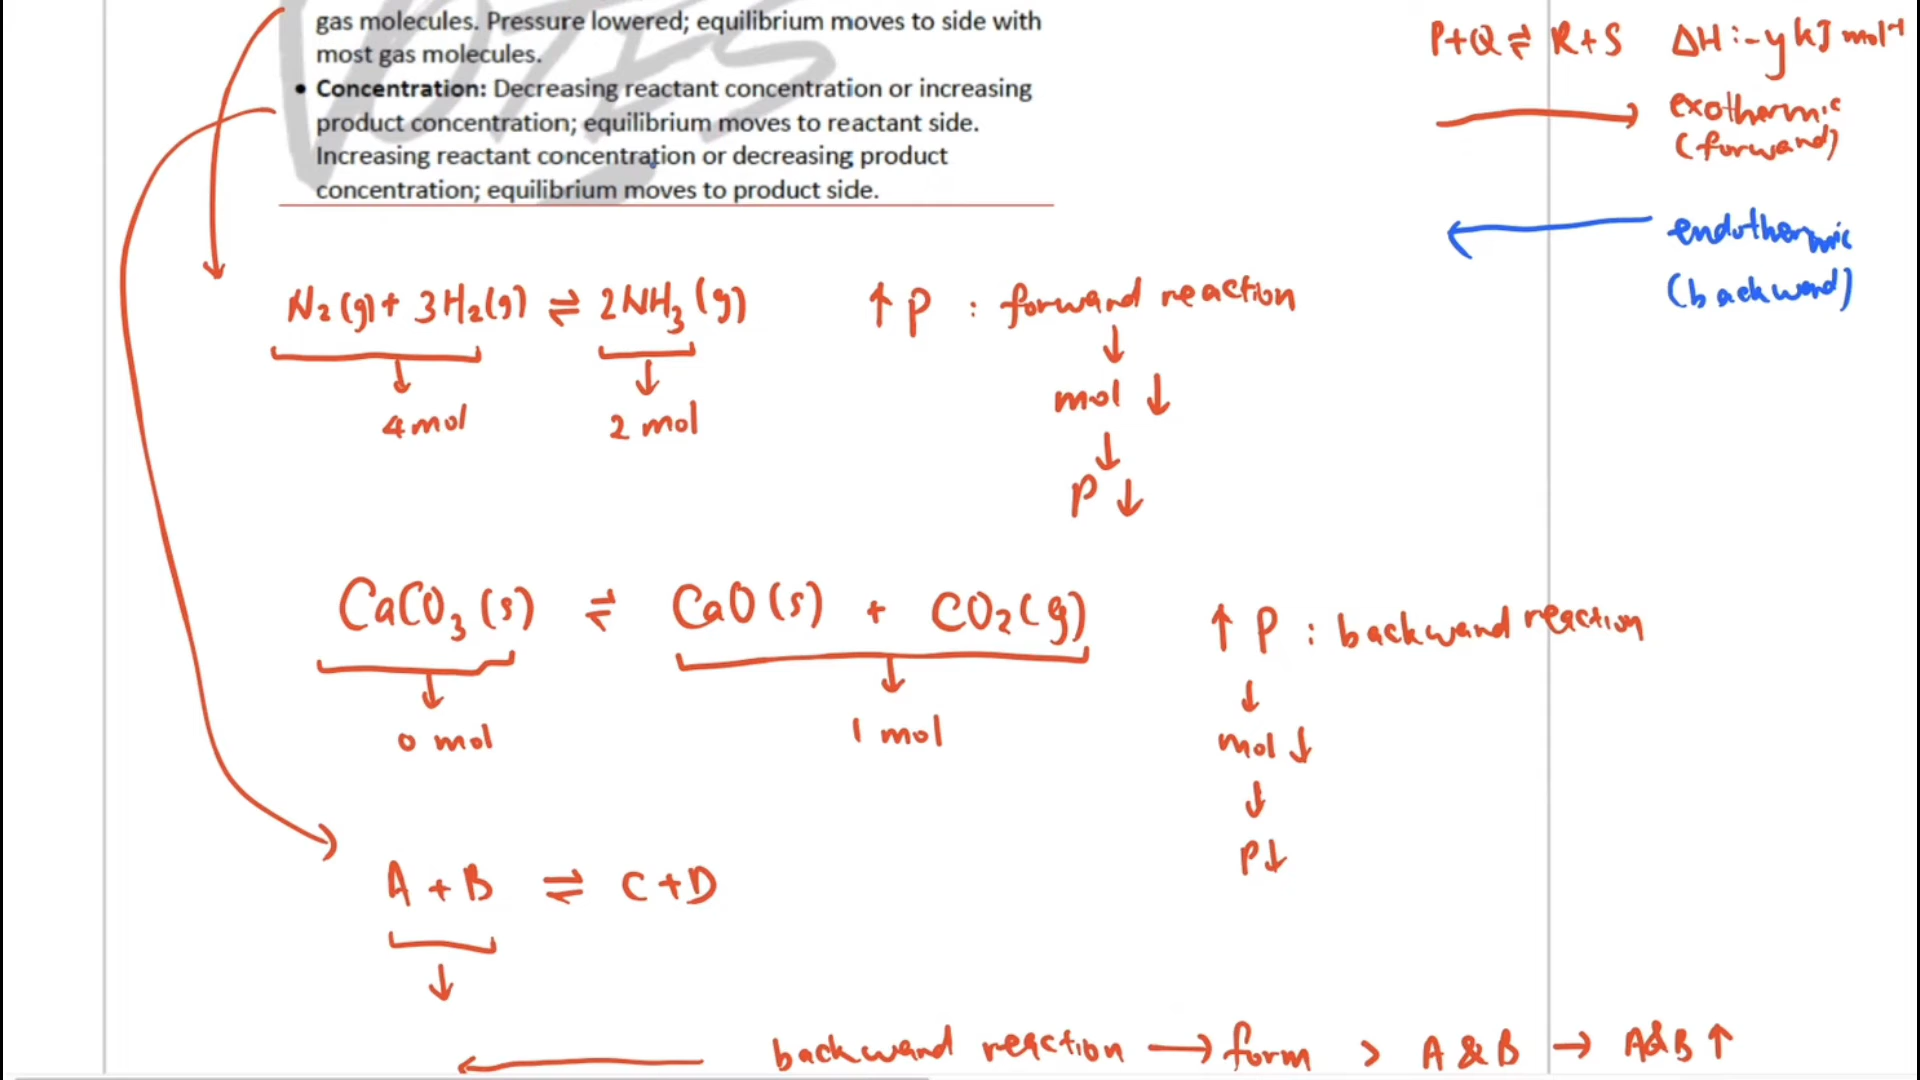 gas molecules. Pressure lowered; equilibrium moves to side with
most gas molecules.
• Concentration: Decreasing reactant concentration or increasing
product concentration; equilibrium moves to reactant side.
Increasing reactant concentration or decreasing product
concentration; equilibrium moves to product side.
P+Q ⇌ R+S ΔH:-y kJ mol⁻¹
exothermic
(forward)
endothermic
(backward)
N₂(g)+ 3H₂(g) ⇌ 2NH₃(g)
4mol
2 mol
↑ P : forward reaction
↓
mol ↓
↓
P ↓
CaCO₃(s) ⇌ CaO(s) + CO₂(g)
0 mol
1 mol
↑ P : backward reaction
↓
mol ↓
↓
P↓
A + B ⇌ C+D
↓
← backward reaction → form > A & B → A&B ↑